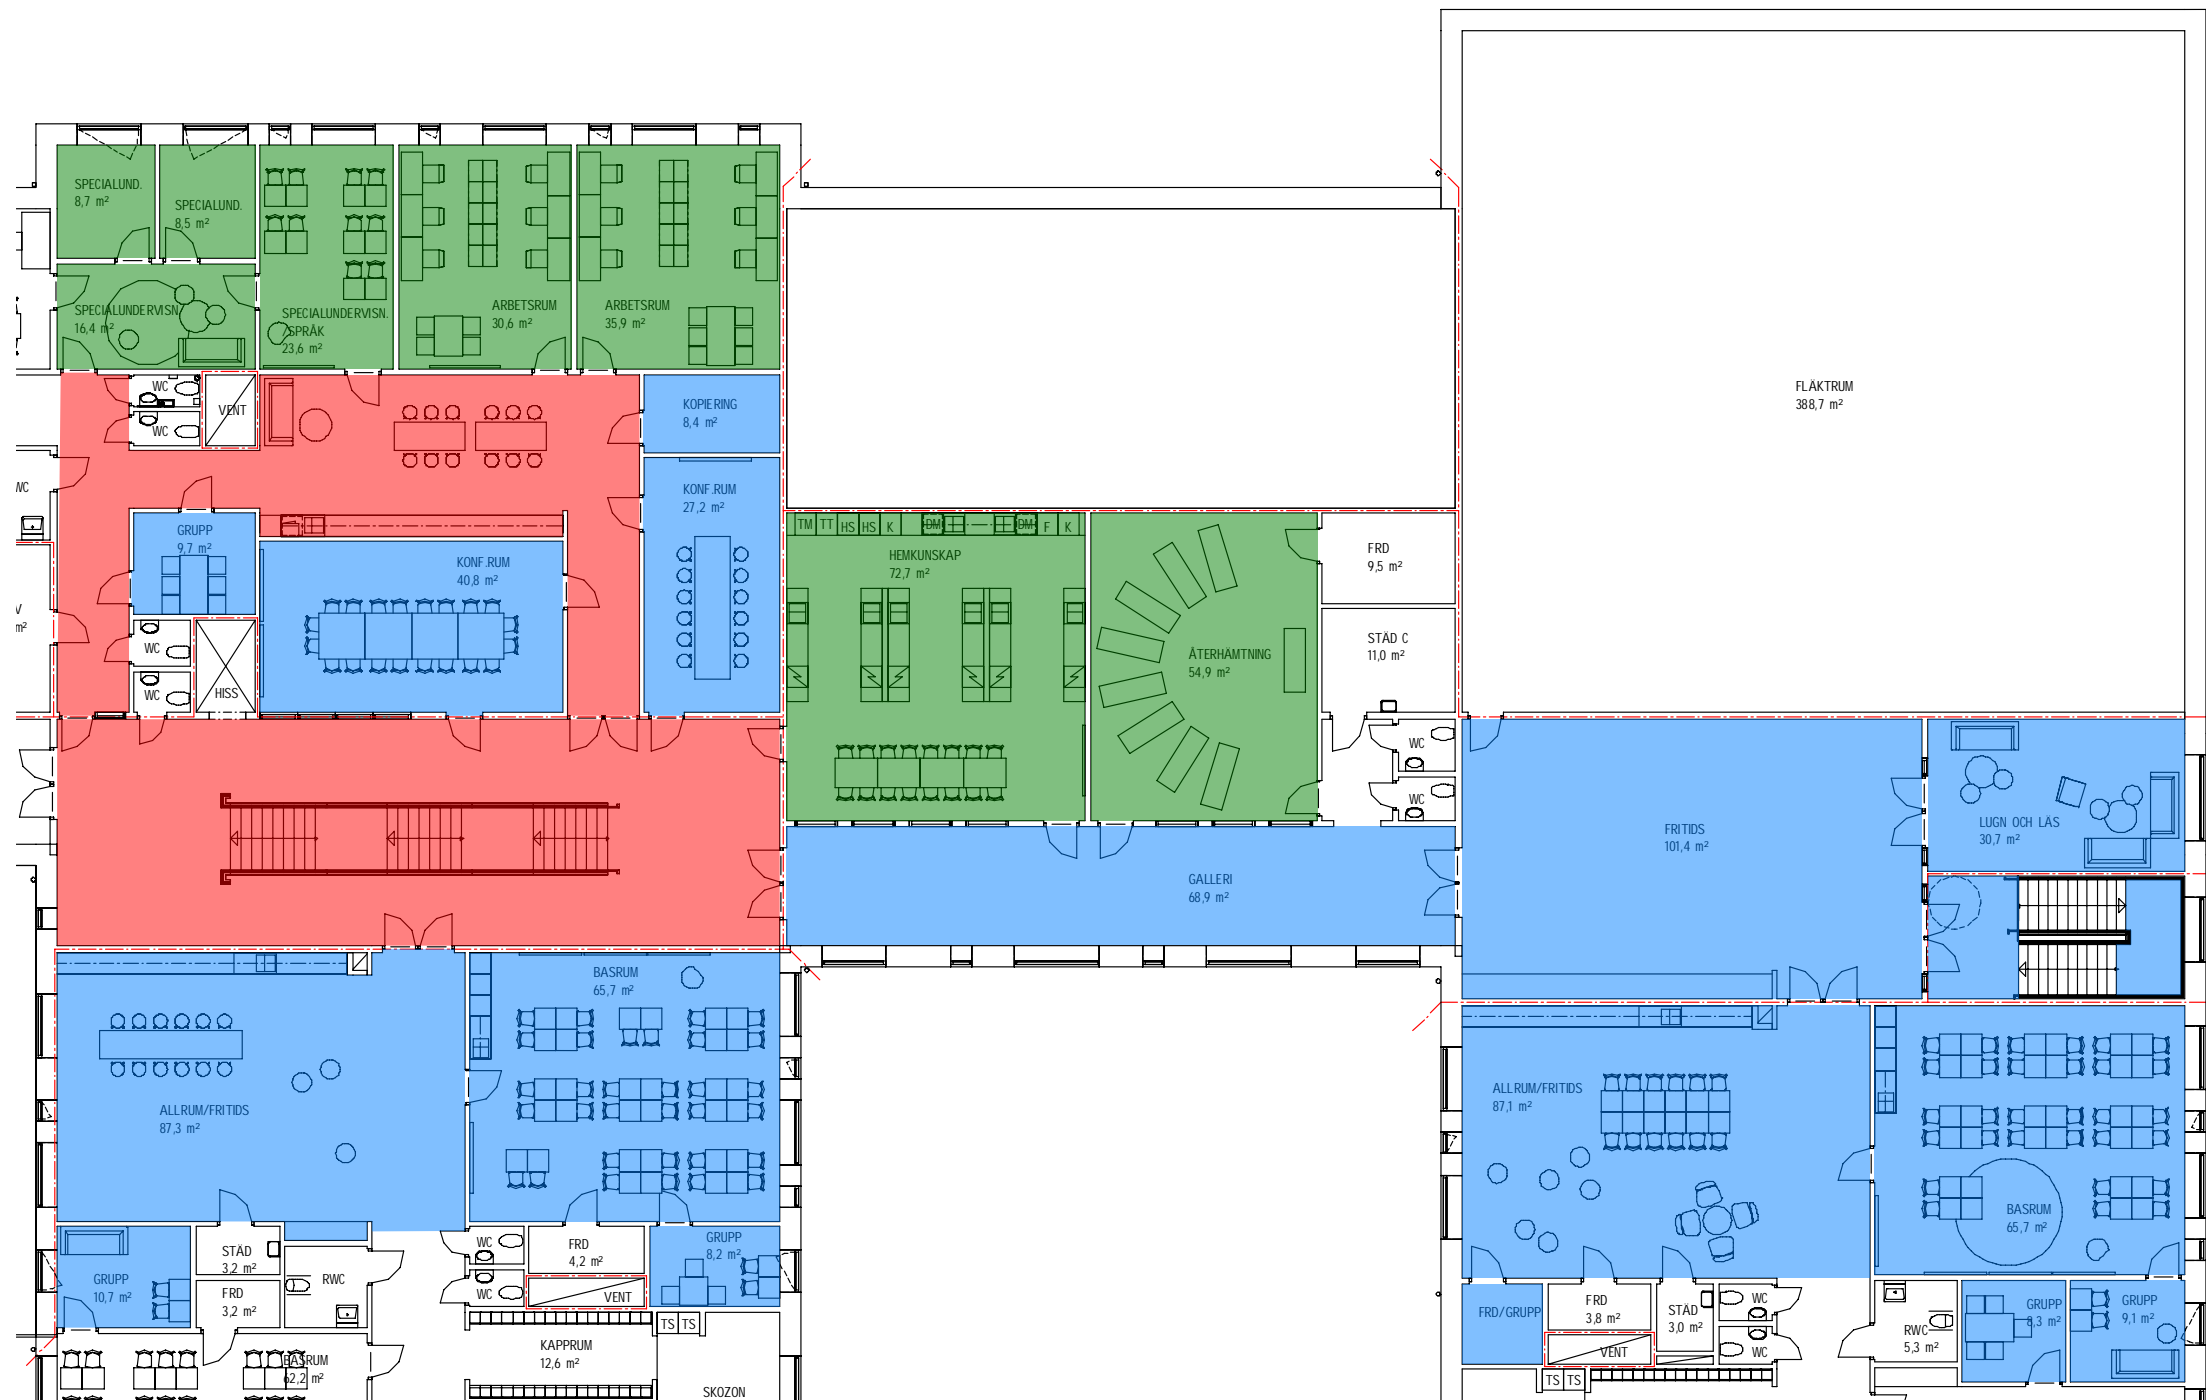 SPECIALUND.
8,7 m²
SPECIALUND.
8,5 m²
SPECIALUNDERVISN.
16,4 m²
SPECIALUNDERVISN.
/SPRÅK
23,6 m²
ARBETSRUM
30,6 m²
ARBETSRUM
35,9 m²
WC
WC
VENT
KOPIERING
8,4 m²
KONF.RUM
27,2 m²
WC
GRUPP
9,7 m²
KONF.RUM
40,8 m²
V
m²
WC
WC
HISS
TM TT HS HS K DM DM F K
HEMKUNSKAP
72,7 m²
ÅTERHÄMTNING
54,9 m²
FRD
9,5 m²
STÄD C
11,0 m²
WC
WC
FLÄKTRUM
388,7 m²
FRITIDS
101,4 m²
LUGN OCH LÄS
30,7 m²
GALLERI
68,9 m²
BASRUM
65,7 m²
ALLRUM/FRITIDS
87,3 m²
ALLRUM/FRITIDS
87,1 m²
BASRUM
65,7 m²
GRUPP
10,7 m²
STÄD
3,2 m²
FRD
3,2 m²
RWC
WC
WC
FRD
4,2 m²
VENT
GRUPP
8,2 m²
TS TS
KAPPRUM
12,6 m²
SKOZON
BASRUM
62,2 m²
FRD/GRUPP
FRD
3,8 m²
VENT
STÄD
3,0 m²
WC
WC
TS TS
RWC
5,3 m²
GRUPP
8,3 m²
GRUPP
9,1 m²